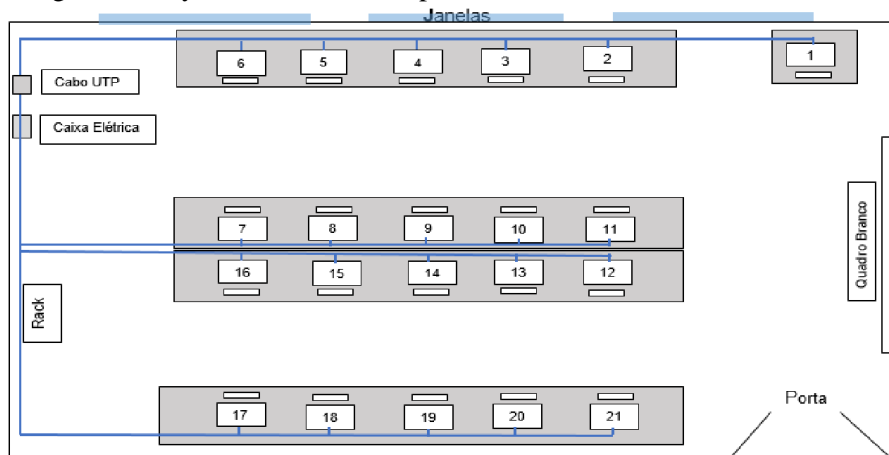 Janelas
6 5 4 3 2 1
Cabo UTP
Caixa Elétrica
7 8 9 10 11
16 15 14 13 12
Quadro Branco
Rack
Porta
17 18 19 20 21